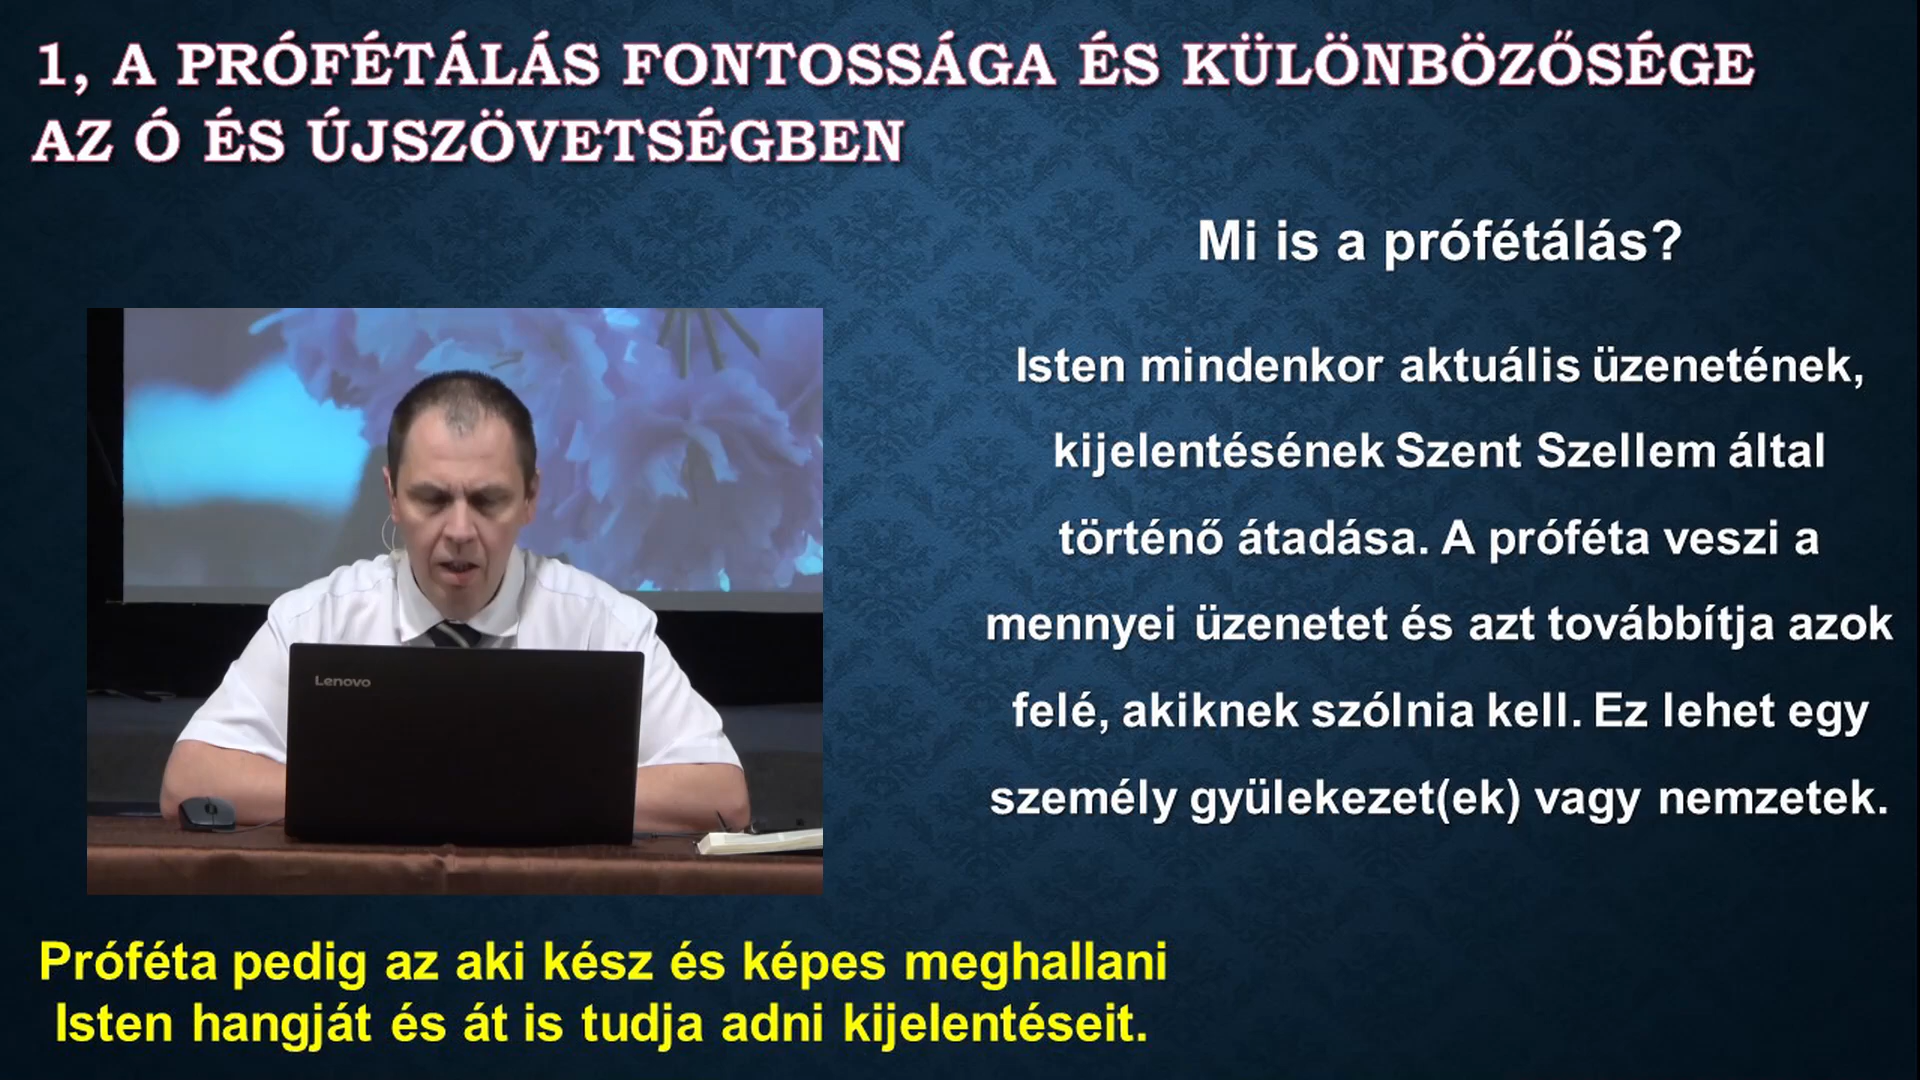 1, A PRÓFÉTÁLÁS FONTOSSÁGA ÉS KÜLÖNBÖZŐSÉGE
AZ Ó ÉS ÚJSZÖVETSÉGBEN
Mi is a prófétálás?
Isten mindenkor aktuális üzenetének,
kijelentésének Szent Szellem által
történő átadása. A próféta veszi a
mennyei üzenetet és azt továbbítja azok
felé, akiknek szólnia kell. Ez lehet egy
személy gyülekezet(ek) vagy nemzetek.
Lenovo
Próféta pedig az aki kész és képes meghallani
Isten hangját és át is tudja adni kijelentéseit.